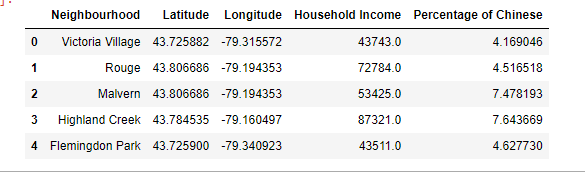 Neighbourhood Latitude Longitude Household Income Percentage of Chinese
0 Victoria Village 43.725882 -79.315572 43743.0 4.169046
1 Rouge 43.806686 -79.194353 72784.0 4.516518
2 Malvern 43.806686 -79.194353 53425.0 7.478193
3 Highland Creek 43.784535 -79.160497 87321.0 7.643669
4 Flemingdon Park 43.725900 -79.340923 43511.0 4.627730